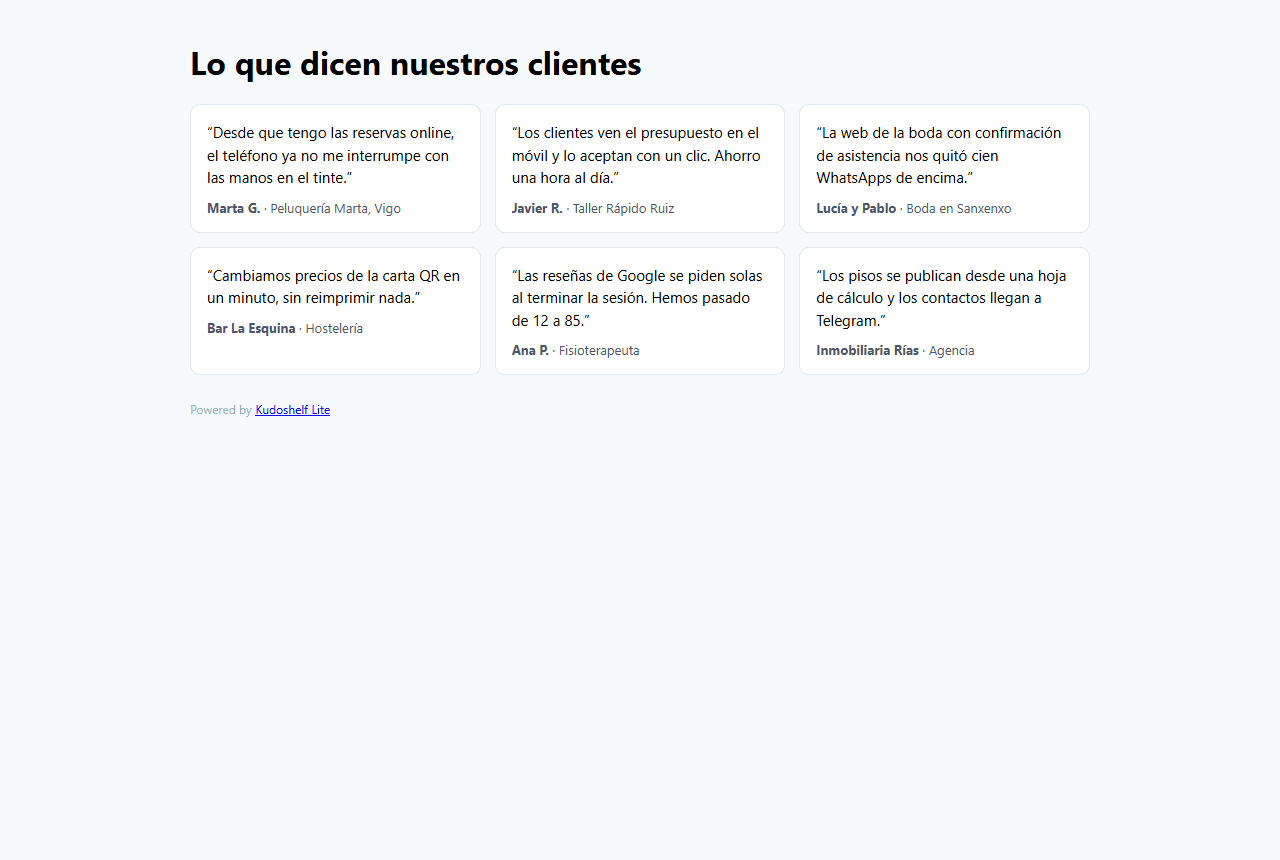 Lo que dicen nuestros clientes
“Desde que tengo las reservas online,
el teléfono ya no me interrumpe con
las manos en el tinte.”
Marta G. · Peluquería Marta, Vigo
“Los clientes ven el presupuesto en el
móvil y lo aceptan con un clic. Ahorro
una hora al día.”
Javier R. · Taller Rápido Ruiz
“La web de la boda con confirmación
de asistencia nos quitó cien
WhatsApps de encima.”
Lucía y Pablo · Boda en Sanxenxo
“Cambiamos precios de la carta QR en
un minuto, sin reimprimir nada.”
Bar La Esquina · Hostelería
“Las reseñas de Google se piden solas
al terminar la sesión. Hemos pasado
de 12 a 85.”
Ana P. · Fisioterapeuta
“Los pisos se publican desde una hoja
de cálculo y los contactos llegan a
Telegram.”
Inmobiliaria Rías · Agencia
Powered by Kudoshelf Lite